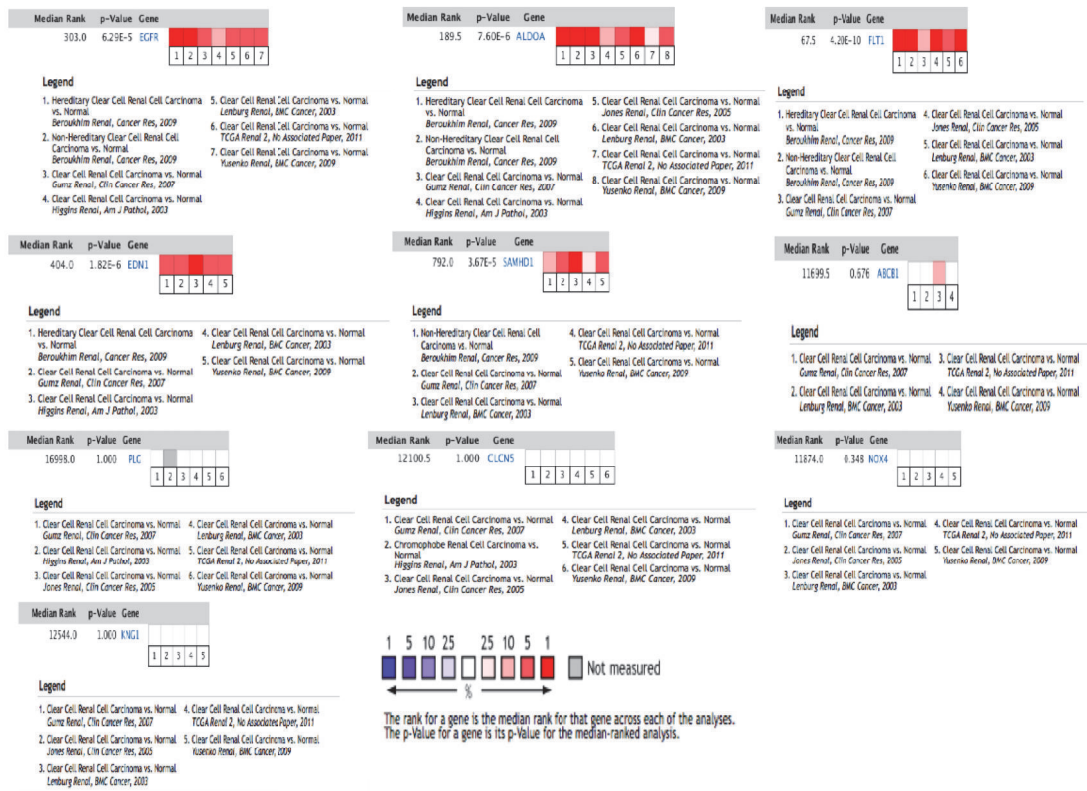 Median Rank p-Value Gene
303.0 6.29E-5 EGFR
1 2 3 4 5 6 7
Legend
1. Hereditary Clear Cell Renal Cell Carcinoma
vs. Normal
Beroukhim Renal, Cancer Res, 2009
2. Non-Hereditary Clear Cell Renal Cell
Carcinoma vs. Normal
Beroukhim Renal, Cancer Res, 2009
3. Clear Cell Renal Cell Carcinoma vs. Normal
Gumz Renal, Clin Cancer Res, 2007
4. Clear Cell Renal Cell Carcinoma vs. Normal
Higgins Renal, Am J Pathol, 2003
5. Clear Cell Renal Cell Carcinoma vs. Normal
Lenburg Renal, BMC Cancer, 2003
6. Clear Cell Renal Cell Carcinoma vs. Normal
TCGA Renal 2, No Associated Paper, 2011
7. Clear Cell Renal Cell Carcinoma vs. Normal
Yusenko Renal, BMC Cancer, 2009
Median Rank p-Value Gene
189.5 7.60E-6 ALDOA
1 2 3 4 5 6 7 8
Legend
1. Hereditary Clear Cell Renal Cell Carcinoma
vs. Normal
Beroukhim Renal, Cancer Res, 2009
2. Non-Hereditary Clear Cell Renal Cell
Carcinoma vs. Normal
Beroukhim Renal, Cancer Res, 2009
3. Clear Cell Renal Cell Carcinoma vs. Normal
Gumz Renal, Clin Cancer Res, 2007
4. Clear Cell Renal Cell Carcinoma vs. Normal
Higgins Renal, Am J Pathol, 2003
5. Clear Cell Renal Cell Carcinoma vs. Normal
Jones Renal, Clin Cancer Res, 2005
6. Clear Cell Renal Cell Carcinoma vs. Normal
Lenburg Renal, BMC Cancer, 2003
7. Clear Cell Renal Cell Carcinoma vs. Normal
TCGA Renal 2, No Associated Paper, 2011
8. Clear Cell Renal Cell Carcinoma vs. Normal
Yusenko Renal, BMC Cancer, 2009
Median Rank p-Value Gene
67.5 4.20E-10 FLT1
1 2 3 4 5 6
Legend
1. Hereditary Clear Cell Renal Cell Carcinoma
vs. Normal
Beroukhim Renal, Cancer Res, 2009
2. Non-Hereditary Clear Cell Renal Cell
Carcinoma vs. Normal
Beroukhim Renal, Cancer Res, 2009
3. Clear Cell Renal Cell Carcinoma vs. Normal
Gumz Renal, Clin Cancer Res, 2007
4. Clear Cell Renal Cell Carcinoma vs. Normal
Jones Renal, Clin Cancer Res, 2005
5. Clear Cell Renal Cell Carcinoma vs. Normal
Lenburg Renal, BMC Cancer, 2003
6. Clear Cell Renal Cell Carcinoma vs. Normal
Yusenko Renal, BMC Cancer, 2009
Median Rank p-Value Gene
404.0 1.82E-6 EDN1
1 2 3 4 5
Legend
1. Hereditary Clear Cell Renal Cell Carcinoma
vs. Normal
Beroukhim Renal, Cancer Res, 2009
2. Clear Cell Renal Cell Carcinoma vs. Normal
Gumz Renal, Clin Cancer Res, 2007
3. Clear Cell Renal Cell Carcinoma vs. Normal
Higgins Renal, Am J Pathol, 2003
4. Clear Cell Renal Cell Carcinoma vs. Normal
Lenburg Renal, BMC Cancer, 2003
5. Clear Cell Renal Cell Carcinoma vs. Normal
Yusenko Renal, BMC Cancer, 2009
Median Rank p-Value Gene
792.0 3.67E-5 SAMHD1
1 2 3 4 5
Legend
1. Non-Hereditary Clear Cell Renal Cell
Carcinoma vs. Normal
Beroukhim Renal, Cancer Res, 2009
2. Clear Cell Renal Cell Carcinoma vs. Normal
Gumz Renal, Clin Cancer Res, 2007
3. Clear Cell Renal Cell Carcinoma vs. Normal
Lenburg Renal, BMC Cancer, 2003
4. Clear Cell Renal Cell Carcinoma vs. Normal
TCGA Renal 2, No Associated Paper, 2011
5. Clear Cell Renal Cell Carcinoma vs. Normal
Yusenko Renal, BMC Cancer, 2009
Median Rank p-Value Gene
11699.5 0.676 ABCB1
1 2 3 4
Legend
1. Clear Cell Renal Cell Carcinoma vs. Normal
Gumz Renal, Clin Cancer Res, 2007
2. Clear Cell Renal Cell Carcinoma vs. Normal
Lenburg Renal, BMC Cancer, 2003
3. Clear Cell Renal Cell Carcinoma vs. Normal
TCGA Renal 2, No Associated Paper, 2011
4. Clear Cell Renal Cell Carcinoma vs. Normal
Yusenko Renal, BMC Cancer, 2009
Median Rank p-Value Gene
16998.0 1.000 PLG
1 2 3 4 5 6
Legend
1. Clear Cell Renal Cell Carcinoma vs. Normal
Gumz Renal, Clin Cancer Res, 2007
2. Clear Cell Renal Cell Carcinoma vs. Normal
Higgins Renal, Am J Pathol, 2003
3. Clear Cell Renal Cell Carcinoma vs. Normal
Jones Renal, Clin Cancer Res, 2005
4. Clear Cell Renal Cell Carcinoma vs. Normal
Lenburg Renal, BMC Cancer, 2003
5. Clear Cell Renal Cell Carcinoma vs. Normal
TCGA Renal 2, No Associated Paper, 2011
6. Clear Cell Renal Cell Carcinoma vs. Normal
Yusenko Renal, BMC Cancer, 2009
Median Rank p-Value Gene
12100.5 1.000 CLCN5
1 2 3 4 5 6
Legend
1. Clear Cell Renal Cell Carcinoma vs. Normal
Gumz Renal, Clin Cancer Res, 2007
2. Chromophobe Renal Cell Carcinoma vs.
Normal
Higgins Renal, Am J Pathol, 2003
3. Clear Cell Renal Cell Carcinoma vs. Normal
Jones Renal, Clin Cancer Res, 2005
4. Clear Cell Renal Cell Carcinoma vs. Normal
Lenburg Renal, BMC Cancer, 2003
5. Clear Cell Renal Cell Carcinoma vs. Normal
TCGA Renal 2, No Associated Paper, 2011
6. Clear Cell Renal Cell Carcinoma vs. Normal
Yusenko Renal, BMC Cancer, 2009
Median Rank p-Value Gene
11874.0 0.348 NOX4
1 2 3 4 5
Legend
1. Clear Cell Renal Cell Carcinoma vs. Normal
Gumz Renal, Clin Cancer Res, 2007
2. Clear Cell Renal Cell Carcinoma vs. Normal
Jones Renal, Clin Cancer Res, 2005
3. Clear Cell Renal Cell Carcinoma vs. Normal
Lenburg Renal, BMC Cancer, 2003
4. Clear Cell Renal Cell Carcinoma vs. Normal
TCGA Renal 2, No Associated Paper, 2011
5. Clear Cell Renal Cell Carcinoma vs. Normal
Yusenko Renal, BMC Cancer, 2009
Median Rank p-Value Gene
12544.0 1.000 KNG1
1 2 3 4 5
Legend
1. Clear Cell Renal Cell Carcinoma vs. Normal
Gumz Renal, Clin Cancer Res, 2007
2. Clear Cell Renal Cell Carcinoma vs. Normal
Jones Renal, Clin Cancer Res, 2005
3. Clear Cell Renal Cell Carcinoma vs. Normal
Lenburg Renal, BMC Cancer, 2003
4. Clear Cell Renal Cell Carcinoma vs. Normal
TCGA Renal 2, No Associates Paper, 2011
5. Clear Cell Renal Cell Carcinoma vs. Normal
Yusenko Renal, BMC Cancer, 2009
1 5 10 25 25 10 5 1
Not measured
%
The rank for a gene is the median rank for that gene across each of the analyses.
The p-Value for a gene is its p-Value for the median-ranked analysis.